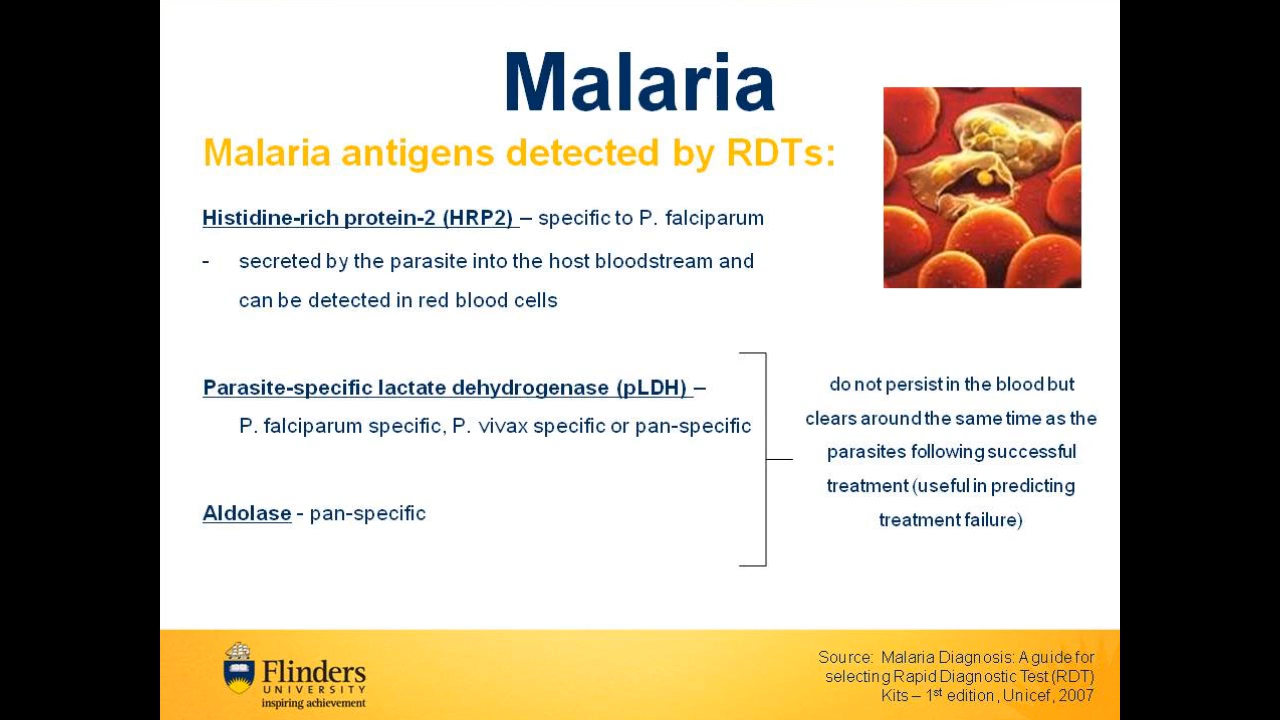 Malaria
Malaria antigens detected by RDTs:
Histidine-rich protein-2 (HRP2) – specific to P. falciparum
- secreted by the parasite into the host bloodstream and
can be detected in red blood cells
Parasite-specific lactate dehydrogenase (pLDH) –
P. falciparum specific, P. vivax specific or pan-specific
Aldolase - pan-specific
do not persist in the blood but
clears around the same time as the
parasites following successful
treatment (useful in predicting
treatment failure)
Flinders
UNIVERSITY
inspiring achievement
Source: Malaria Diagnosis: A guide for
selecting Rapid Diagnostic Test (RDT)
Kits – 1st edition, Unicef, 2007